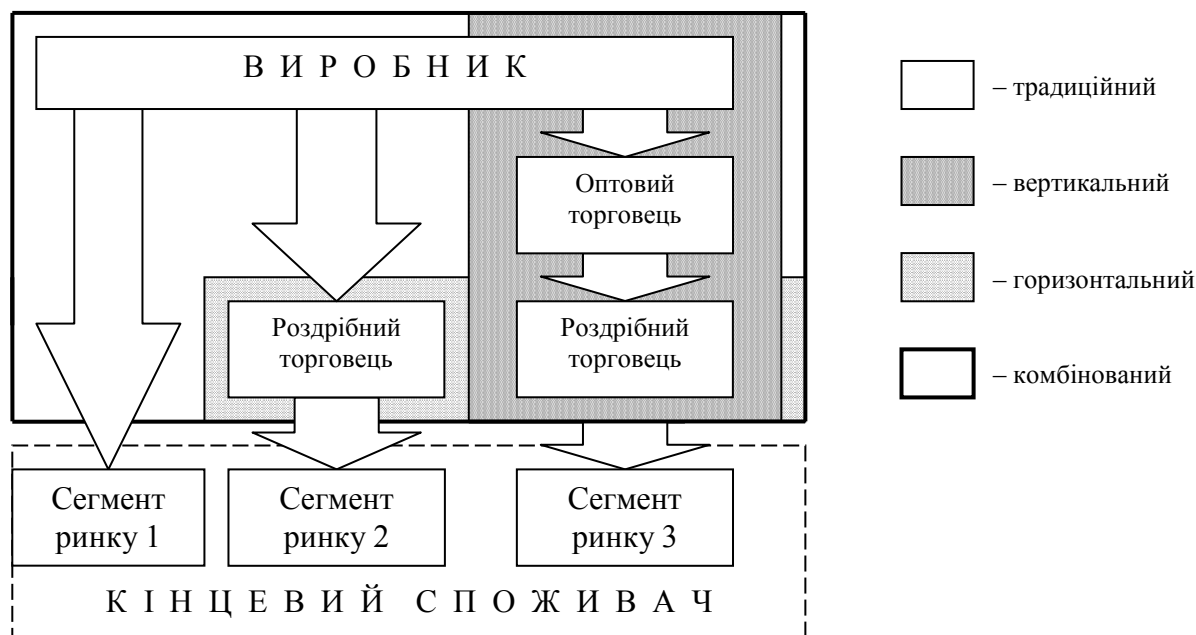 В И Р О Б Н И К
Оптовий
торговець
Роздрібний
торговець
Роздрібний
торговець
Сегмент
ринку 1
Сегмент
ринку 2
Сегмент
ринку 3
К І Н Ц Е В И Й С П О Ж И В А Ч
– традиційний
– вертикальний
– горизонтальний
– комбінований